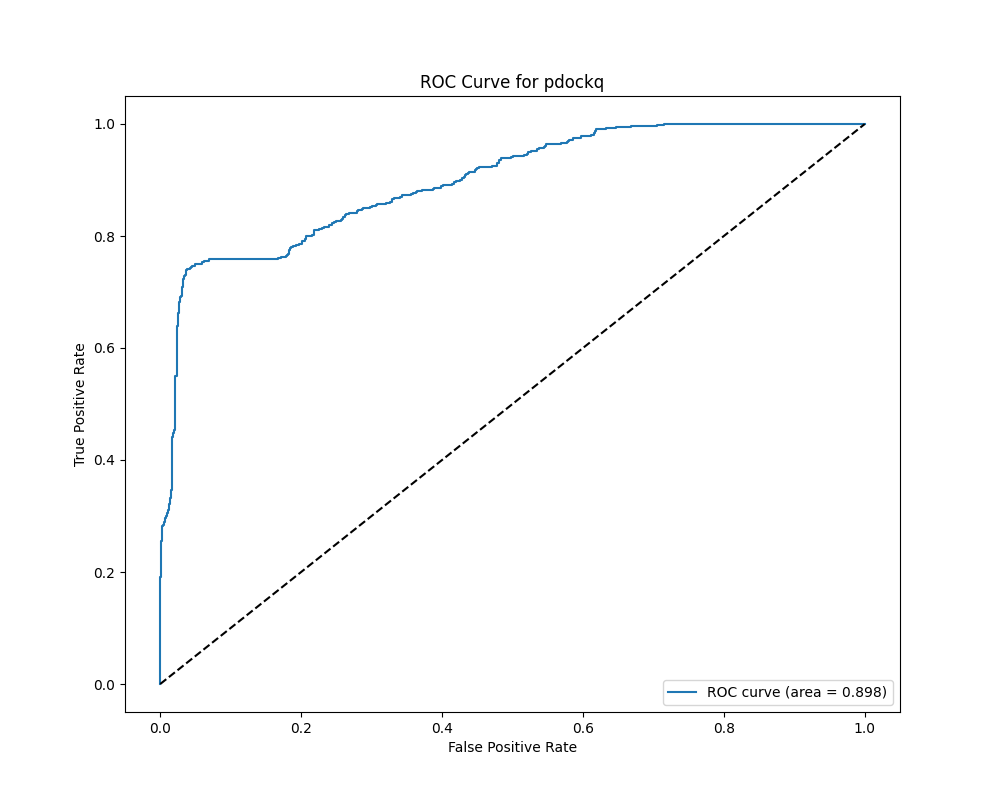 ROC Curve for pdockq
1.0
0.8
0.6
0.4
0.2
0.0
True Positive Rate
0.0 0.2 0.4 0.6 0.8 1.0
False Positive Rate
ROC curve (area = 0.898)